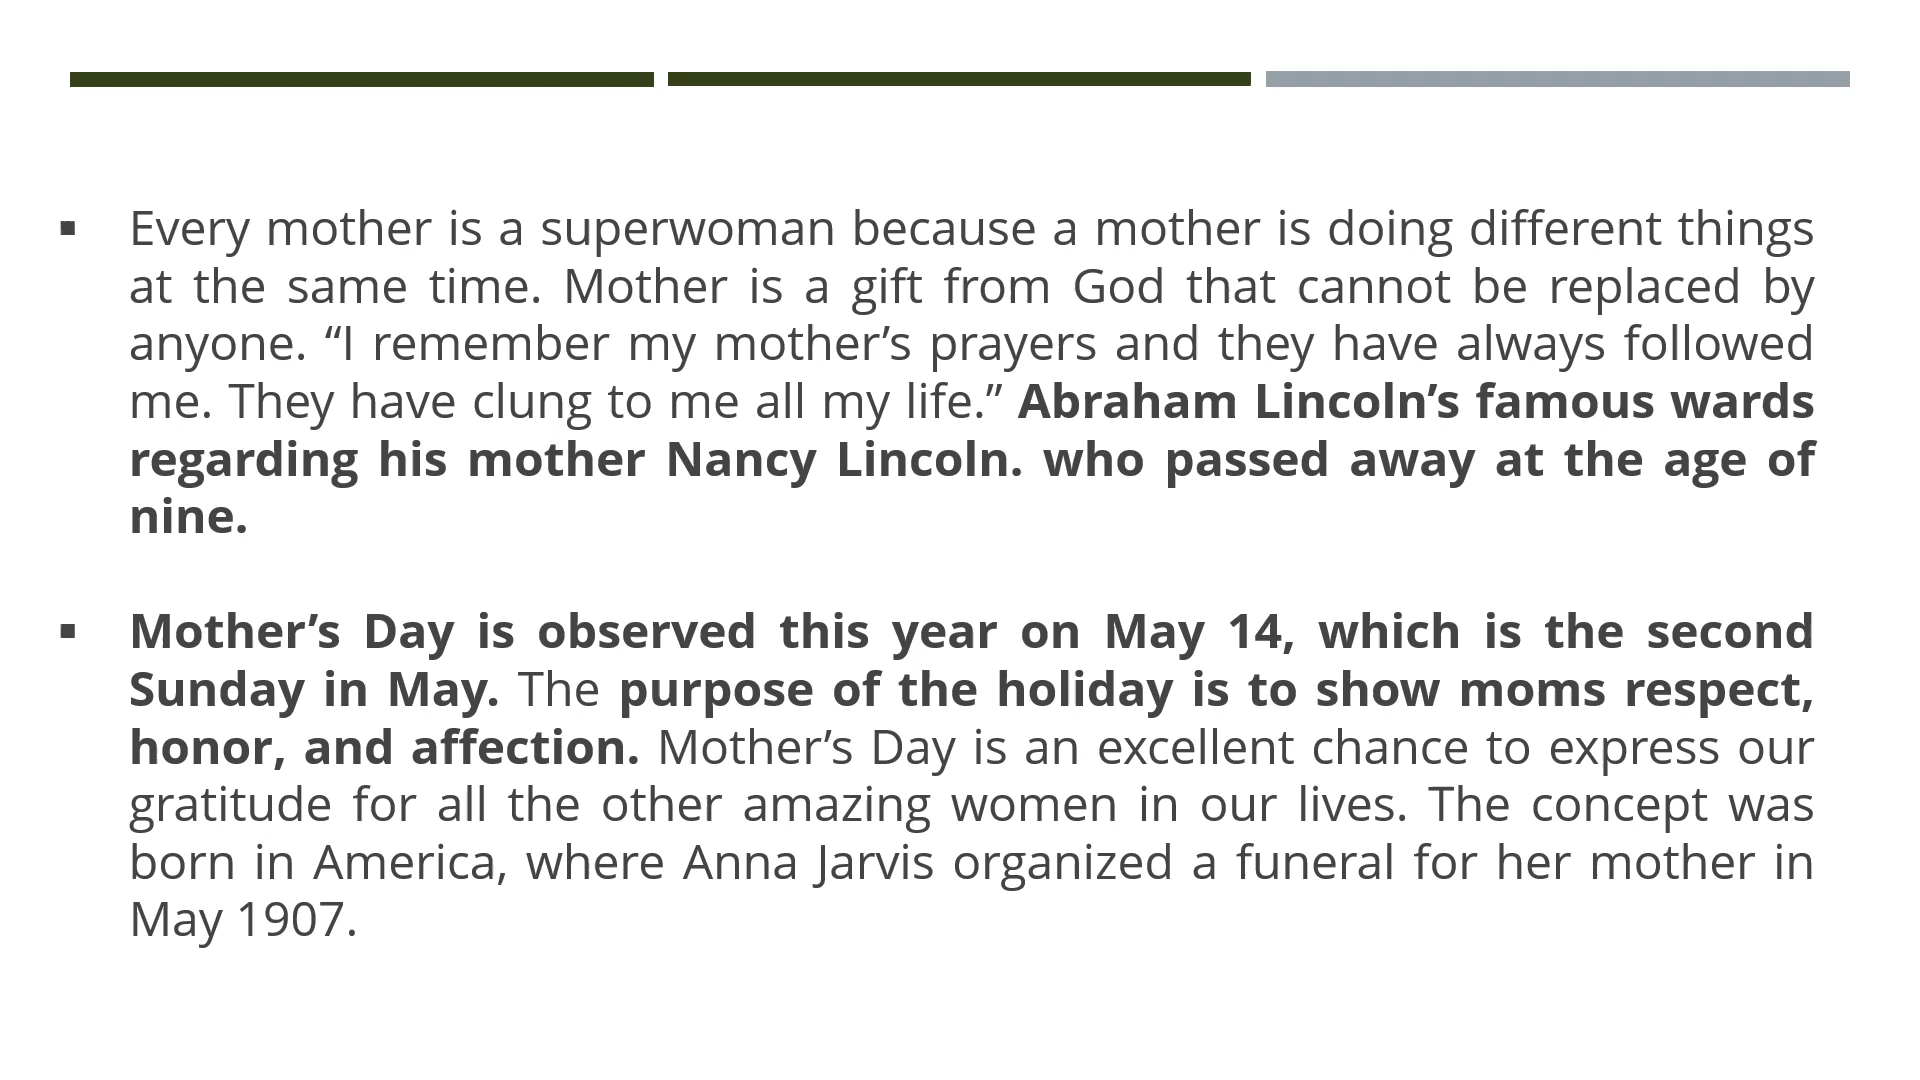 ▪ Every mother is a superwoman because a mother is doing different things
at the same time. Mother is a gift from God that cannot be replaced by
anyone. “I remember my mother’s prayers and they have always followed
me. They have clung to me all my life.” Abraham Lincoln’s famous wards
regarding his mother Nancy Lincoln. who passed away at the age of
nine.
▪ Mother’s Day is observed this year on May 14, which is the second
Sunday in May. The purpose of the holiday is to show moms respect,
honor, and affection. Mother’s Day is an excellent chance to express our
gratitude for all the other amazing women in our lives. The concept was
born in America, where Anna Jarvis organized a funeral for her mother in
May 1907.